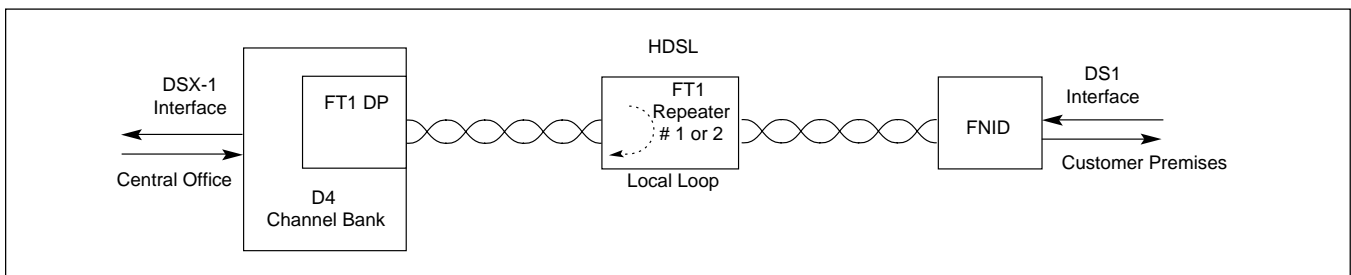 HDSL
DSX-1
Interface
Central Office
FT1 DP
D4
Channel Bank
FT1
Repeater
# 1 or 2
Local Loop
FNID
DS1
Interface
Customer Premises